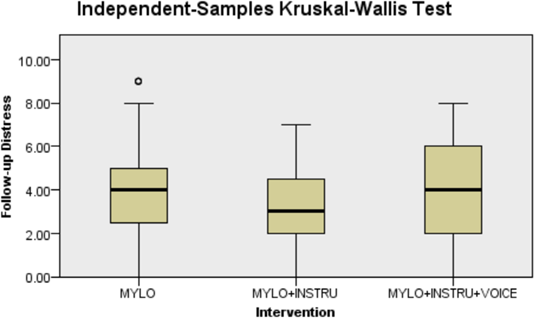 Independent-Samples Kruskal-Wallis Test
10.00
8.00
6.00
4.00
2.00
0.00
Follow-up Distress
MYLO
MYLO+INSTRU
MYLO+INSTRU+VOICE
Intervention